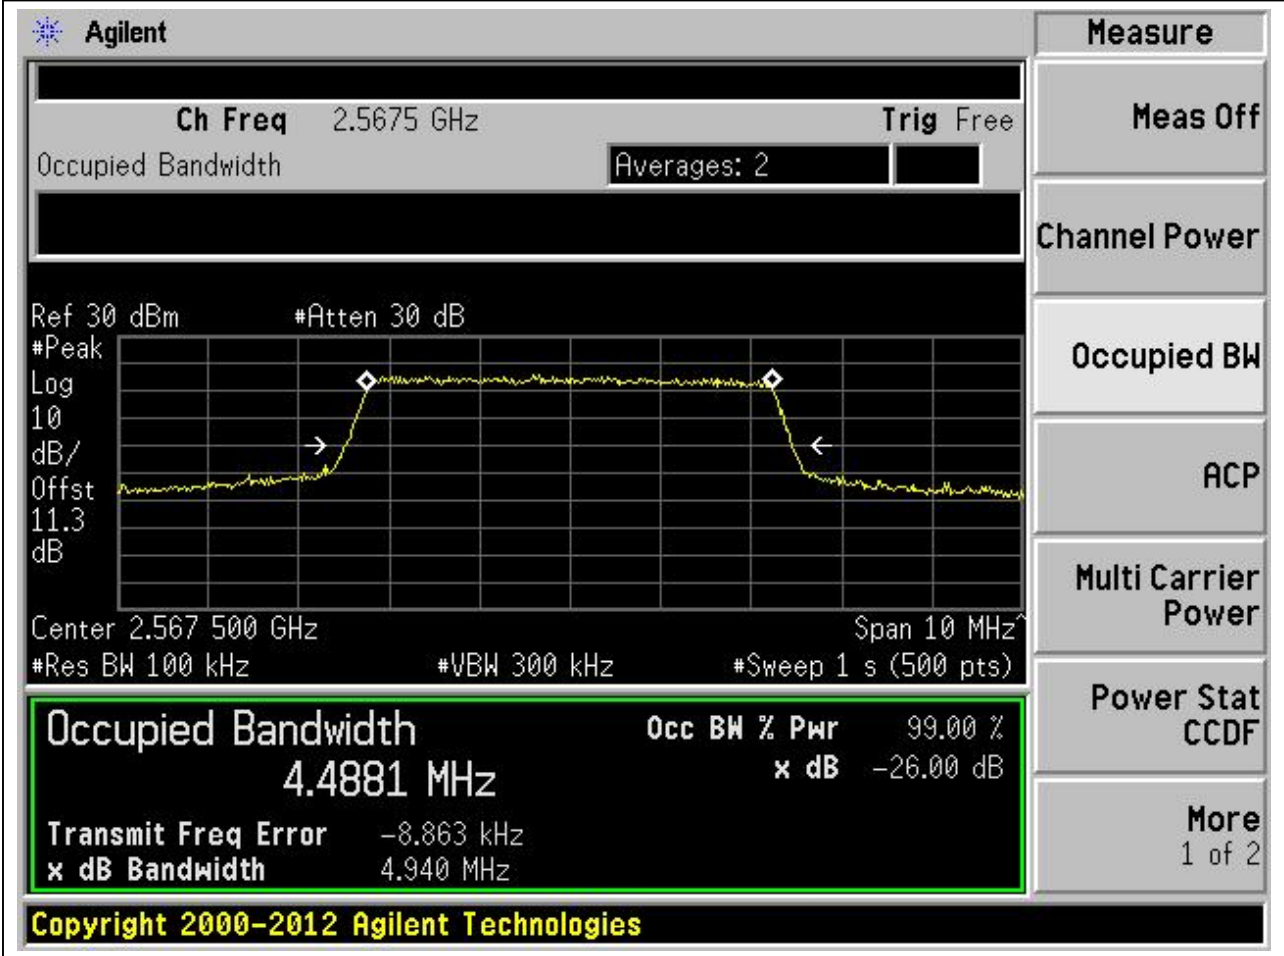 Agilent
Measure
Ch Freq 2.5675 GHz Trig Free
Meas Off
Occupied Bandwidth Averages: 2
Channel Power
Ref 30 dBm #Atten 30 dB
#Peak
Log
10
dB/
Offst
11.3
dB
Occupied BW
ACP
Center 2.567 500 GHz Span 10 MHz^
#Res BW 100 kHz #VBW 300 kHz #Sweep 1 s (500 pts)
Multi Carrier
Power
Occupied Bandwidth Occ BW % Pwr 99.00 %
4.4881 MHz x dB -26.00 dB
Transmit Freq Error -8.863 kHz
x dB Bandwidth 4.940 MHz
Power Stat
CCDF
More
1 of 2
Copyright 2000-2012 Agilent Technologies